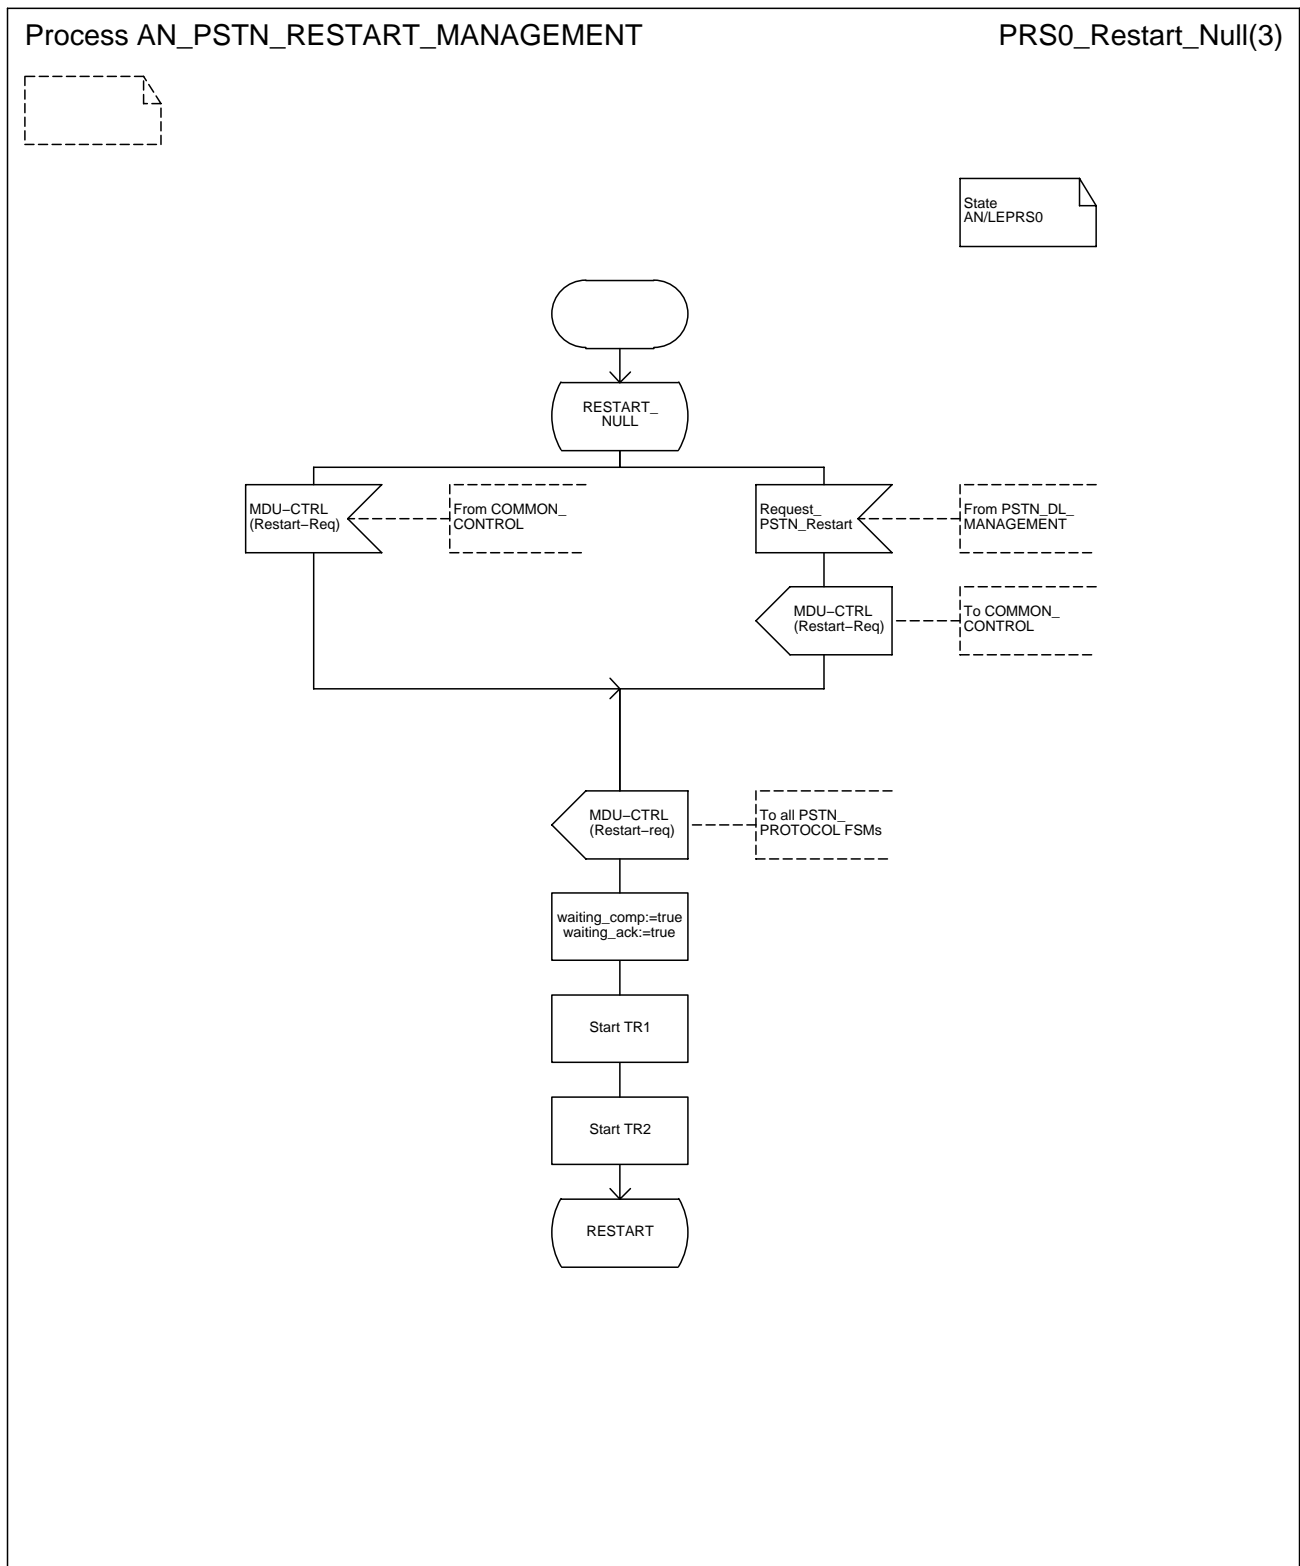 Process AN_PSTN_RESTART_MANAGEMENT
PRS0_Restart_Null(3)
State
AN/LEPRS0
RESTART_
NULL
MDU−CTRL
(Restart−Req)
From COMMON_
CONTROL
Request_
PSTN_Restart
From PSTN_DL_
MANAGEMENT
MDU−CTRL
(Restart−Req)
To COMMON_
CONTROL
MDU−CTRL
(Restart−req)
To all PSTN_
PROTOCOL FSMs
waiting_comp:=true
waiting_ack:=true
Start TR1
Start TR2
RESTART